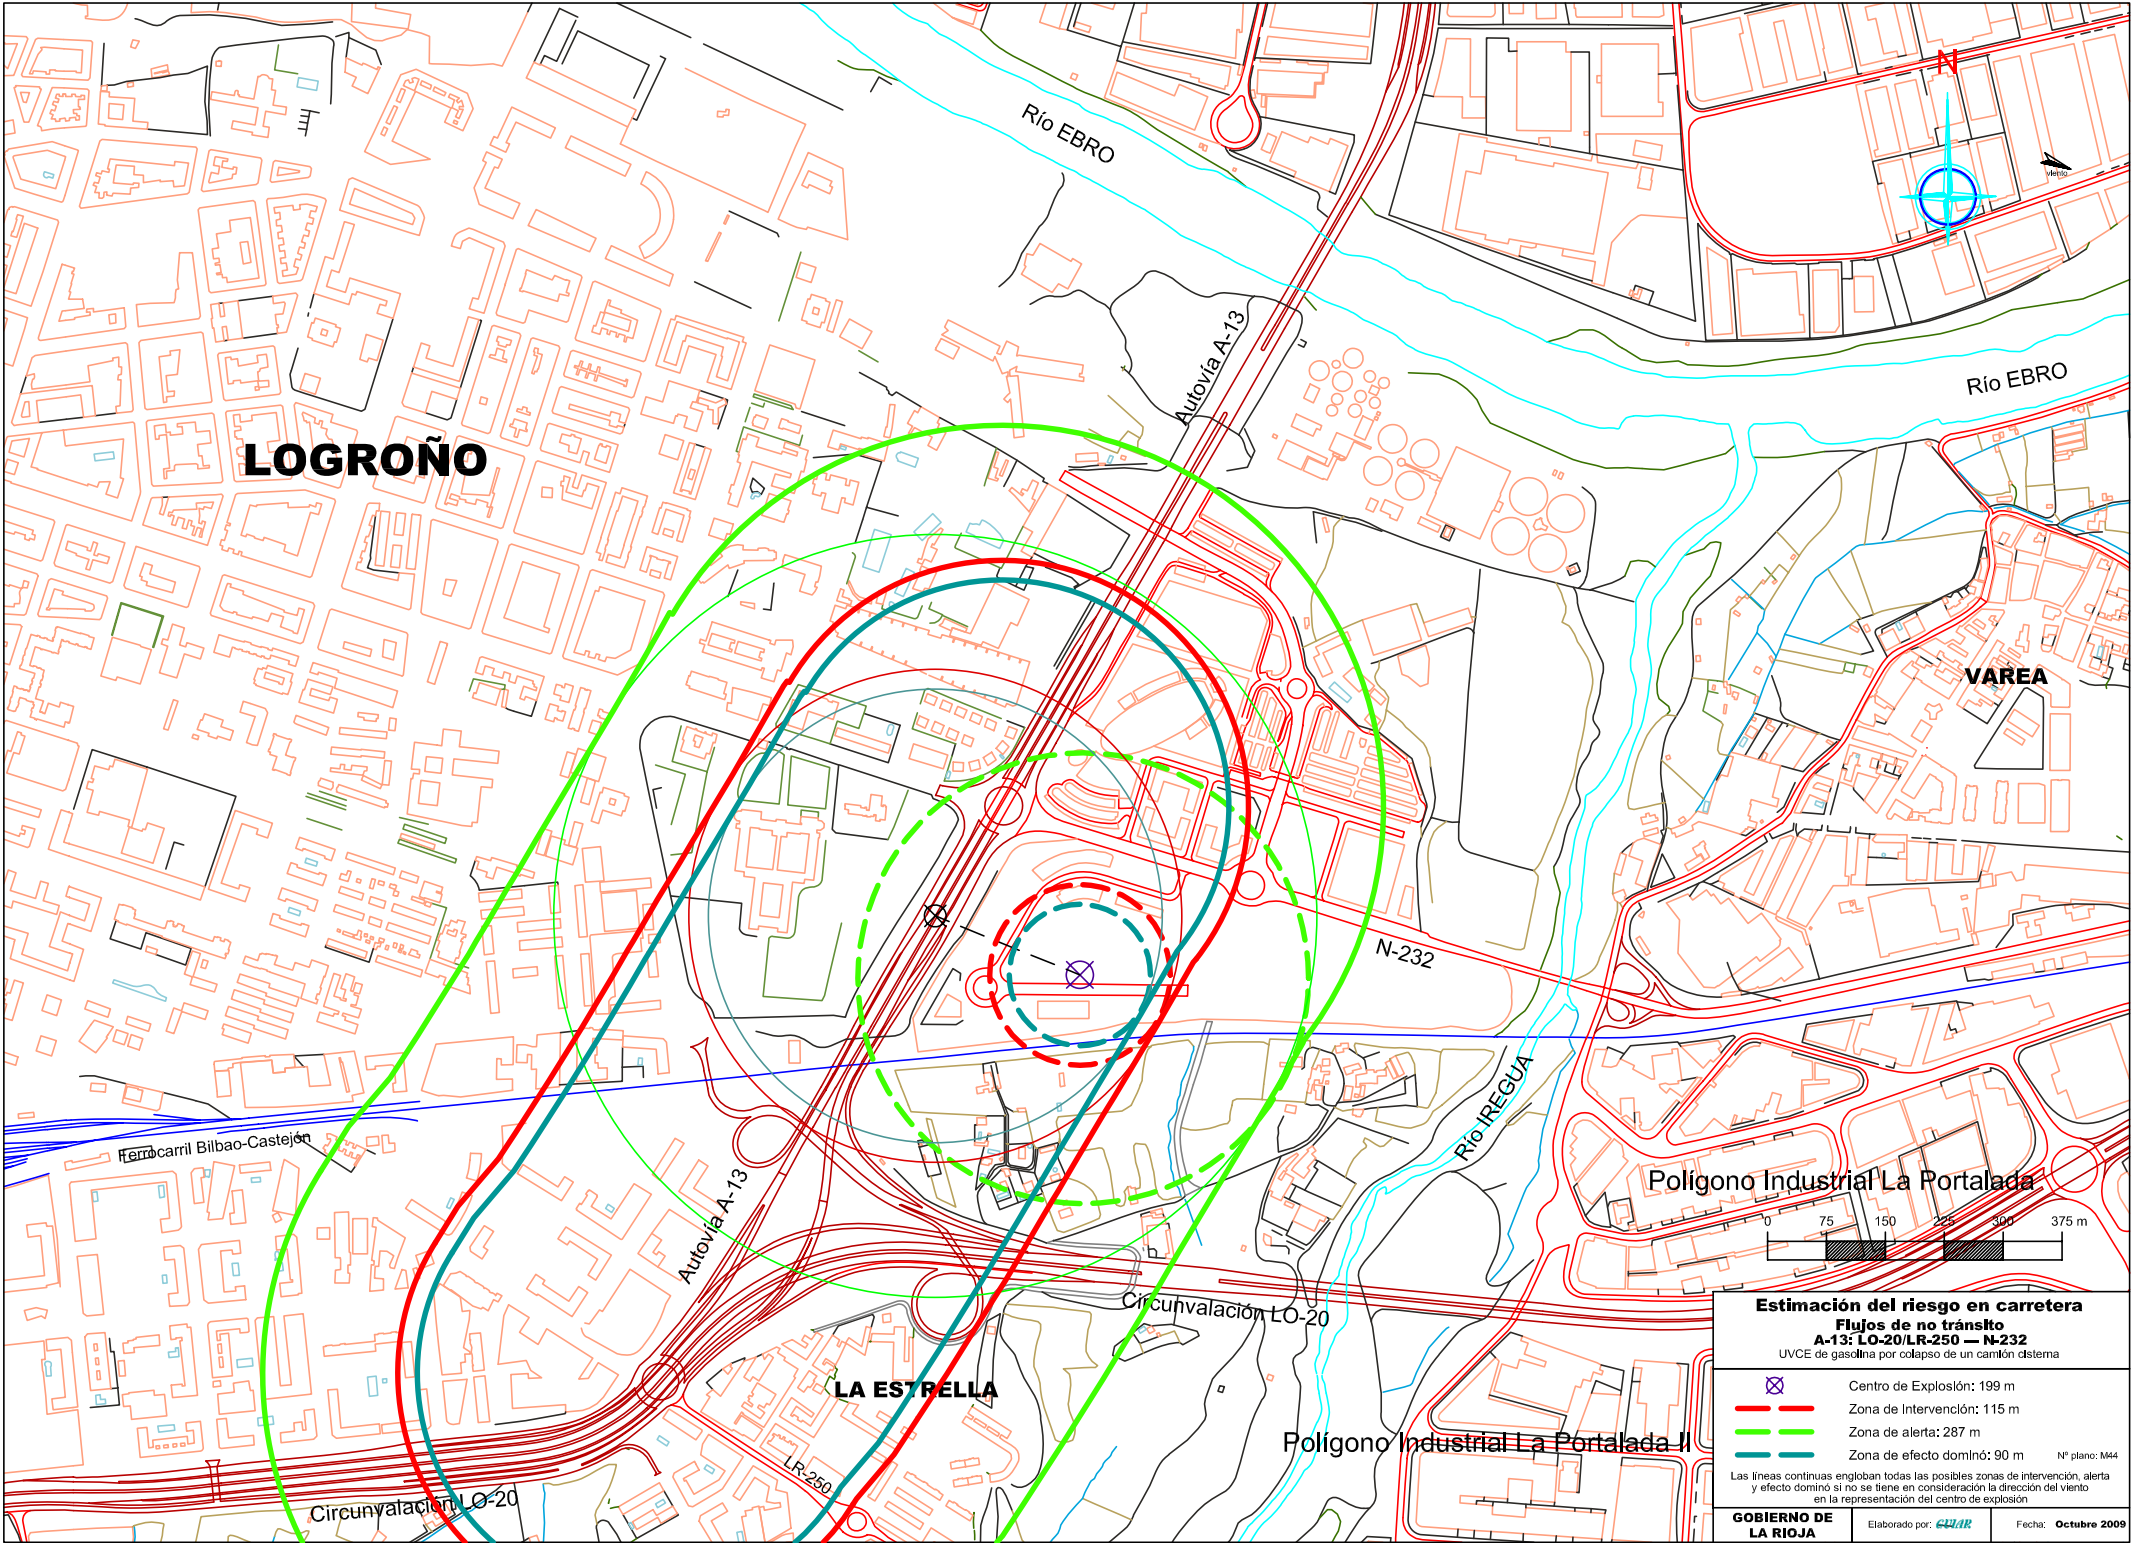 N
viento
Río EBRO
Autovía A-13
Río EBRO
LOGROÑO
VAREA
N-232
Río IREGUA
Ferrocarril Bilbao-Castejón
Autovía A-13
Polígono Industrial La Portalada
0 75 150 225 300 375 m
Circunvalación LO-20
LA ESTRELLA
Polígono Industrial La Portalada II
LR-250
Circunvalación LO-20
Estimación del riesgo en carretera
Flujos de no tránsito
A-13: LO-20/LR-250 — N-232
UVCE de gasolina por colapso de un camión cisterna
Centro de Explosión: 199 m
Zona de Intervención: 115 m
Zona de alerta: 287 m
Zona de efecto dominó: 90 m Nº plano: M44
Las líneas continuas engloban todas las posibles zonas de intervención, alerta
y efecto dominó si no se tiene en consideración la dirección del viento
en la representación del centro de explosión
GOBIERNO DE
LA RIOJA
Elaborado por: GUIAR
Fecha: Octubre 2009